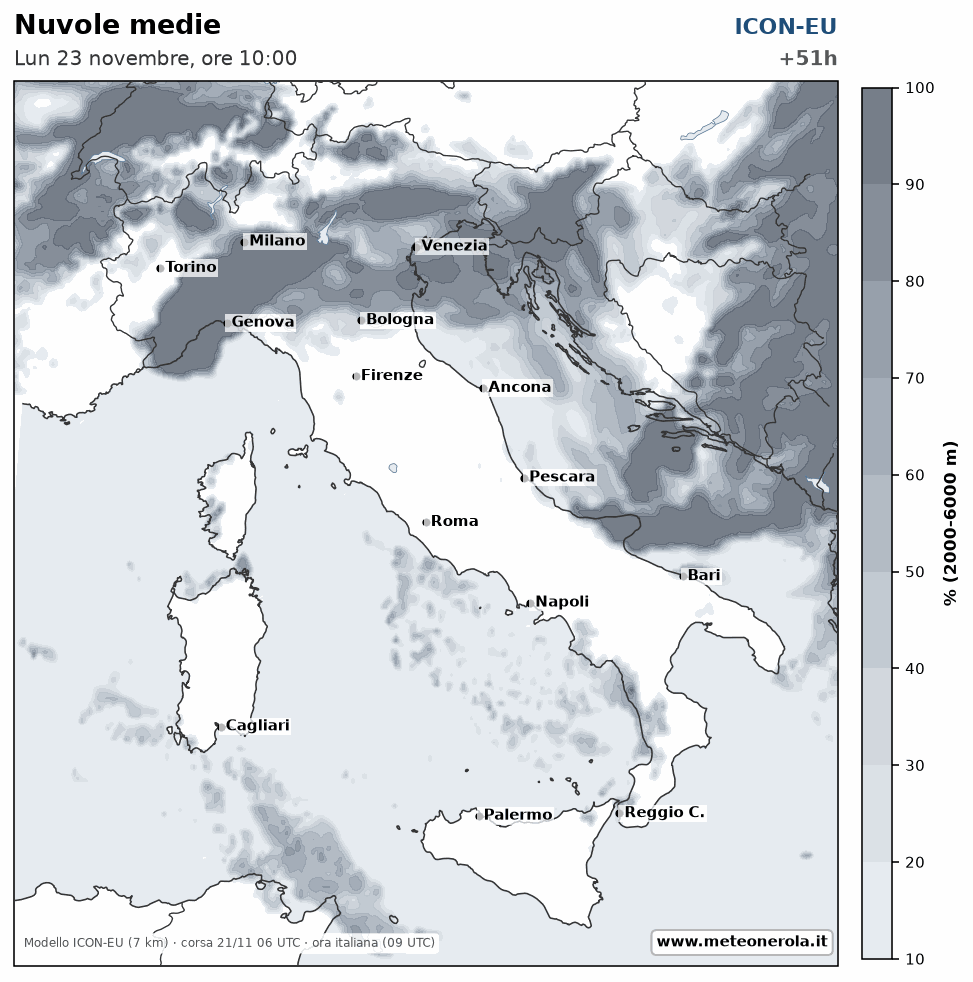 Nuvole medie
ICON-EU
Lun 23 novembre, ore 10:00
+51h
100
90
80
70
60
50
40
30
20
10
% (2000-6000 m)
Milano
Venezia
Torino
Genova
Bologna
Firenze
Ancona
Pescara
Roma
Bari
Napoli
Cagliari
Palermo
Reggio C.
Modello ICON-EU (7 km) · corsa 21/11 06 UTC · ora italiana (09 UTC)
www.meteonerola.it